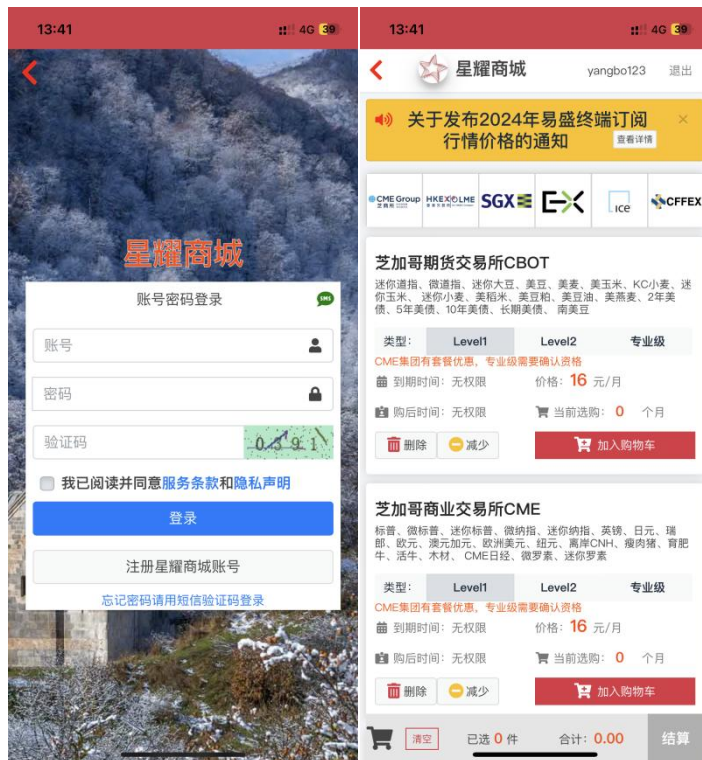 13:41
4G 39
星耀商城
账号密码登录
SMS
账号
密码
验证码
0391
我已阅读并同意服务条款和隐私声明
登录
注册星耀商城账号
忘记密码请用短信验证码登录
13:41
4G 39
星耀商城
yangbo123
退出
关于发布2024年易盛终端订阅
行情价格的通知
查看详情
×
CME Group
芝商所
HKEX LME
SGX
ICE
CFFEX
芝加哥期货交易所CBOT
迷你道指、微道指、迷你大豆、美豆、美麦、美玉米、KC小麦、迷
你玉米、 迷你小麦、美稻米、美豆粕、美豆油、美燕麦、2年美
债、5年美债、10年美债、长期美债、 南美豆
类型: Level1 Level2 专业级
CME集团有套餐优惠，专业级需要确认资格
到期时间: 无权限 价格: 16 元/月
购后时间: 无权限 当前选购: 0 个月
删除 减少 加入购物车
芝加哥商业交易所CME
标普、微标普、迷你标普、微纳指、迷你纳指、英镑、日元、瑞
郎、欧元、澳元加元、欧洲美元、纽元、离岸CNH、瘦肉猪、育肥
牛、活牛、木材、 CME日经、微罗素、迷你罗素
类型: Level1 Level2 专业级
CME集团有套餐优惠，专业级需要确认资格
到期时间: 无权限 价格: 16 元/月
购后时间: 无权限 当前选购: 0 个月
删除 减少 加入购物车
清空 已选 0 件 合计: 0.00 结算